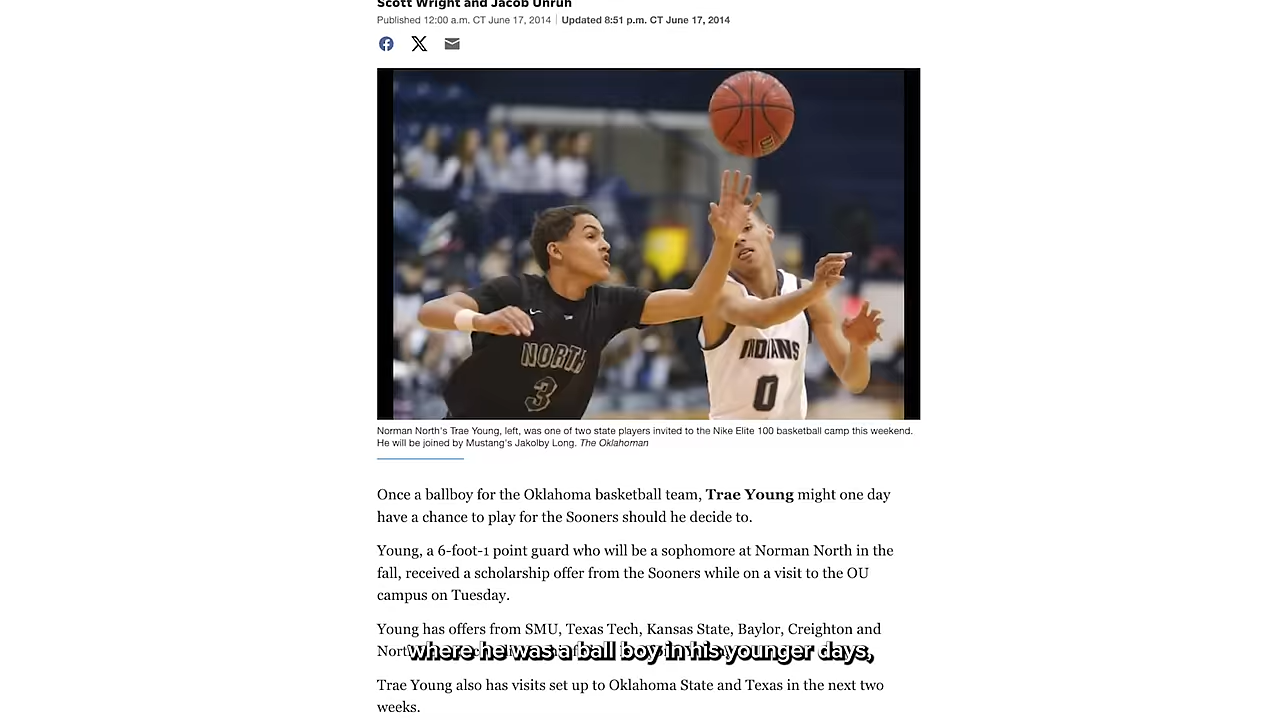 Scott Wright and Jacob Unruh
Published 12:00 a.m. CT June 17, 2014 | Updated 8:51 p.m. CT June 17, 2014
NORTH
3
INDIANS
0
Norman North's Trae Young, left, was one of two state players invited to the Nike Elite 100 basketball camp this weekend.
He will be joined by Mustang's Jakolby Long. The Oklahoman
Once a ballboy for the Oklahoma basketball team, Trae Young might one day
have a chance to play for the Sooners should he decide to.
Young, a 6-foot-1 point guard who will be a sophomore at Norman North in the
fall, received a scholarship offer from the Sooners while on a visit to the OU
campus on Tuesday.
Young has offers from SMU, Texas Tech, Kansas State, Baylor, Creighton and
where he was a ball boy in his younger days,
Trae Young also has visits set up to Oklahoma State and Texas in the next two
weeks.